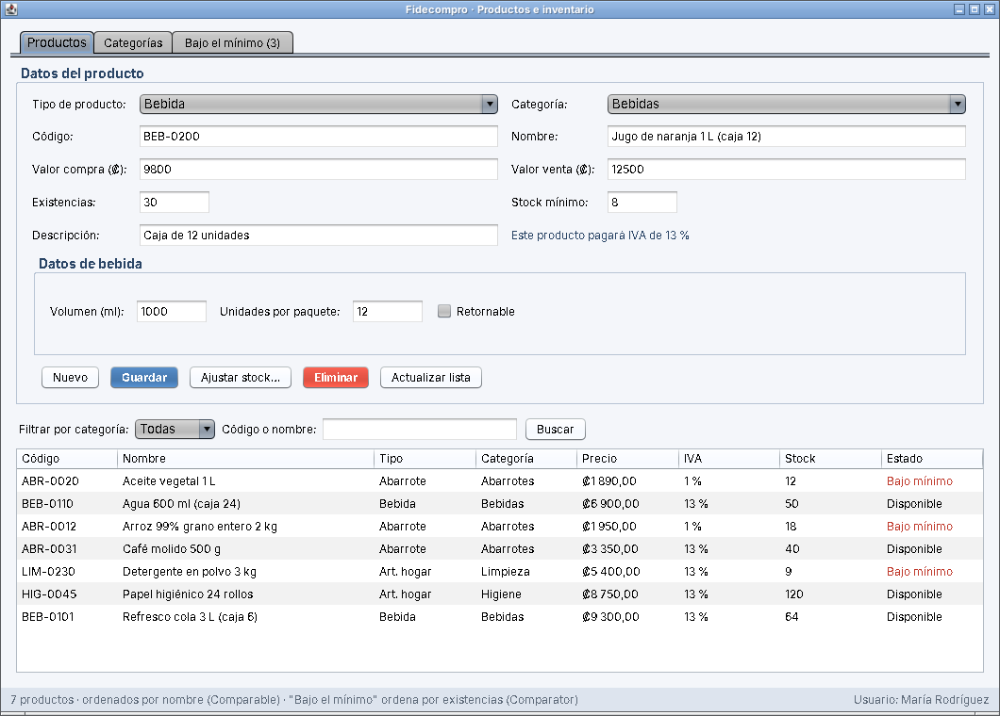 Fidecompro · Productos e inventario
Productos Categorías Bajo el mínimo (3)
Datos del producto
Tipo de producto: Bebida Categoría: Bebidas
Código: BEB-0200 Nombre: Jugo de naranja 1 L (caja 12)
Valor compra (₡): 9800 Valor venta (₡): 12500
Existencias: 30 Stock mínimo: 8
Descripción: Caja de 12 unidades Este producto pagará IVA de 13 %
Datos de bebida
Volumen (ml): 1000 Unidades por paquete: 12 Retornable
Nuevo Guardar Ajustar stock... Eliminar Actualizar lista
Filtrar por categoría: Todas Código o nombre: Buscar
Código Nombre Tipo Categoría Precio IVA Stock Estado
ABR-0020 Aceite vegetal 1 L Abarrote Abarrotes ₡1 890,00 1 % 12 Bajo mínimo
BEB-0110 Agua 600 ml (caja 24) Bebida Bebidas ₡6 900,00 13 % 50 Disponible
ABR-0012 Arroz 99% grano entero 2 kg Abarrote Abarrotes ₡1 950,00 1 % 18 Bajo mínimo
ABR-0031 Café molido 500 g Abarrote Abarrotes ₡3 350,00 13 % 40 Disponible
LIM-0230 Detergente en polvo 3 kg Art. hogar Limpieza ₡5 400,00 13 % 9 Bajo mínimo
HIG-0045 Papel higiénico 24 rollos Art. hogar Higiene ₡8 750,00 13 % 120 Disponible
BEB-0101 Refresco cola 3 L (caja 6) Bebida Bebidas ₡9 300,00 13 % 64 Disponible
7 productos · ordenados por nombre (Comparable) · "Bajo el mínimo" ordena por existencias (Comparator) Usuario: María Rodríguez